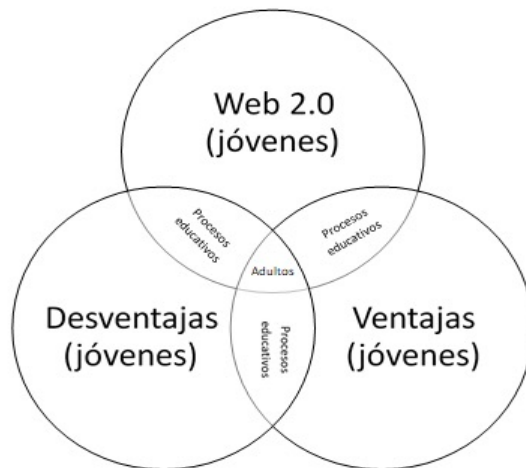 Web 2.0
(jóvenes)
Procesos
educativos
Procesos
educativos
Adultos
Desventajas
(jóvenes)
Procesos
educativos
Ventajas
(jóvenes)